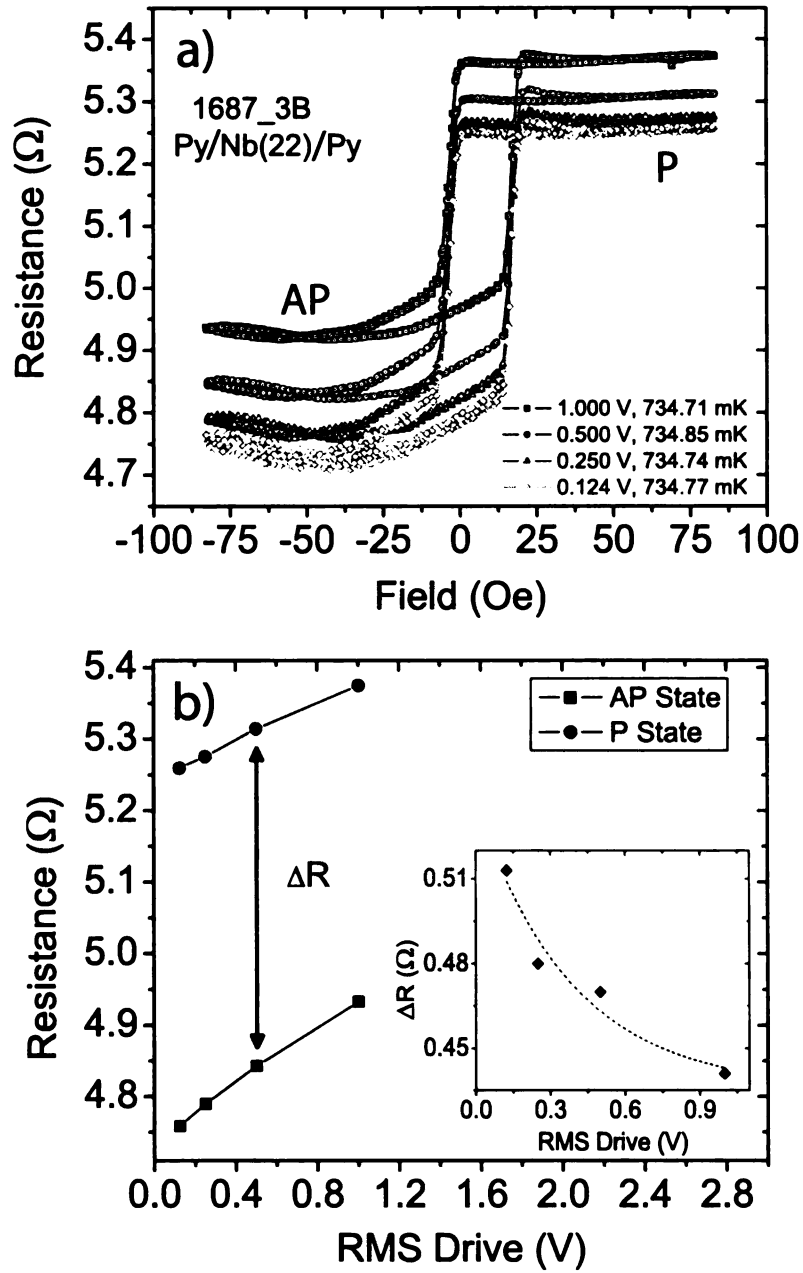 a)
1687_3B
Py/Nb(22)/Py
P
AP
1.000 V, 734.71 mK
0.500 V, 734.85 mK
0.250 V, 734.74 mK
0.124 V, 734.77 mK
5.4
5.3
5.2
5.1
5.0
4.9
4.8
4.7
Resistance (Ω)
-100 -75 -50 -25 0 25 50 75 100
Field (Oe)
b)
AP State
P State
ΔR
5.4
5.3
5.2
5.1
5.0
4.9
4.8
Resistance (Ω)
0.51
0.48
0.45
ΔR (Ω)
0.0 0.3 0.6 0.9
RMS Drive (V)
0.0 0.4 0.8 1.2 1.6 2.0 2.4 2.8
RMS Drive (V)